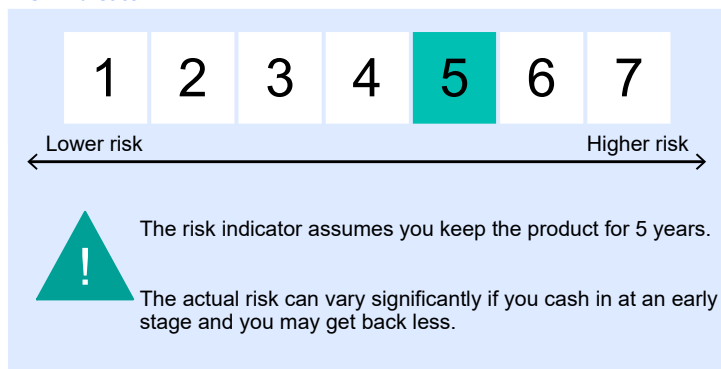 1 2 3 4 5 6 7
Lower risk Higher risk
!
The risk indicator assumes you keep the product for 5 years.
The actual risk can vary significantly if you cash in at an early
stage and you may get back less.